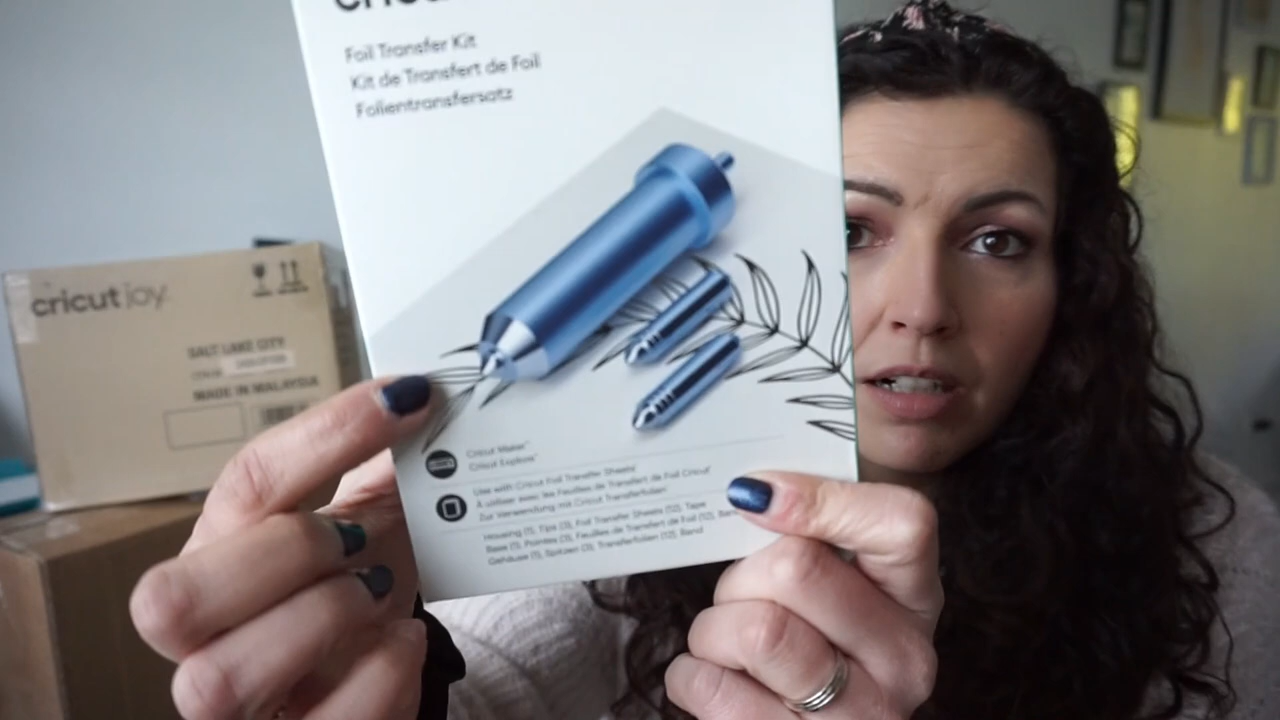 cricut
Foil Transfer Kit
Kit de Transfert de Foil
Folientransfersatz
cricut joy
SALT LAKE CITY
MADE IN MALAYSIA
Cricut Maker™
Cricut Explore™
Use with Cricut Foil Transfer Sheets
À utiliser avec les Feuilles de Transfert de Foil Cricut
Zur Verwendung mit Cricut Transferfolien
Housing (1), Tips (3), Foil Transfer Sheets (12), Tape
Base (1), Pointes (3), Feuilles de Transfert de Foil (12),
Gehäuse (1), Spitzen (3), Transferfolien (12), Band